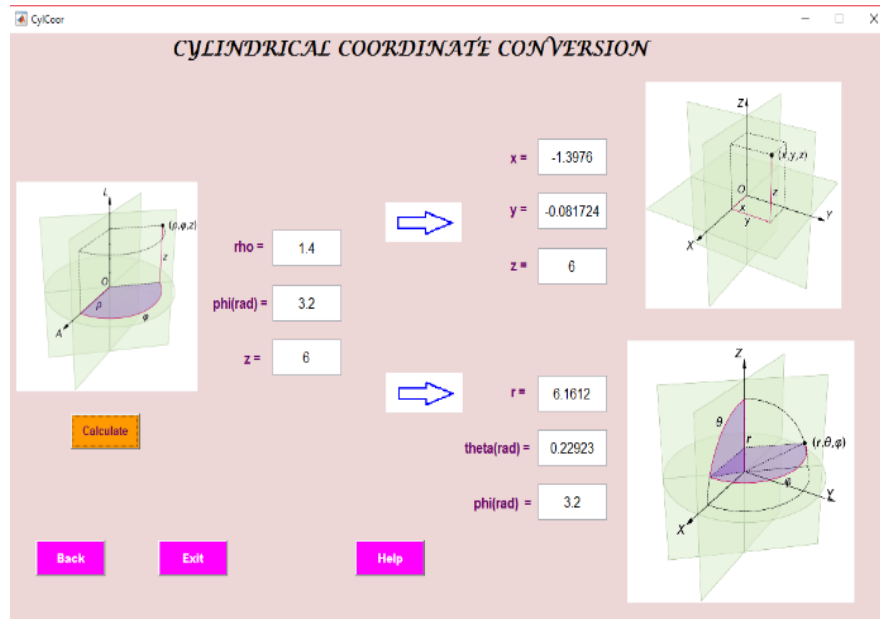 CylCoor
CYLINDRICAL COORDINATE CONVERSION
rho = 1.4
phi(rad) = 3.2
z = 6
x = -1.3976
y = -0.081724
z = 6
r = 6.1612
theta(rad) = 0.22923
phi(rad) = 3.2
Calculate
Back
Exit
Help
L
(ρ,φ,z)
z
O
ρ
A
φ
Z
(x,y,z)
O
z
x
y
X
Y
Z
θ
r
(r,θ,φ)
φ
X
Y